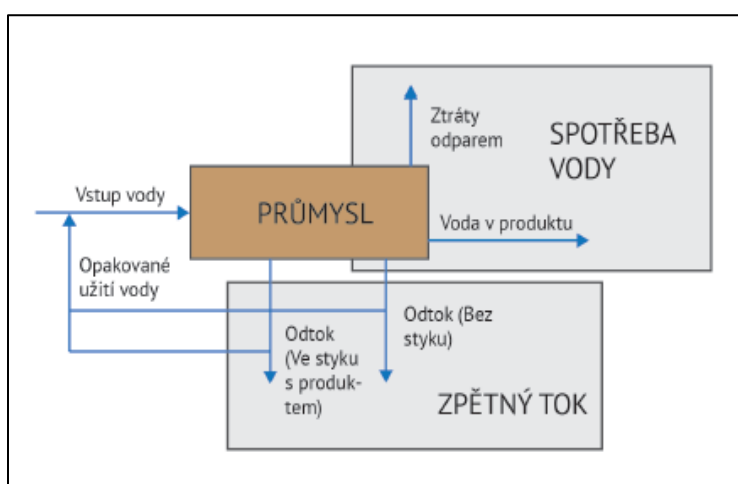 Ztráty
odparem
SPOTŘEBA
VODY
Vstup vody
PRŮMYSL
Voda v produktu
Opakované
užití vody
Odtok
(Ve styku
s produk-
tem)
Odtok (Bez
styku)
ZPĚTNÝ TOK